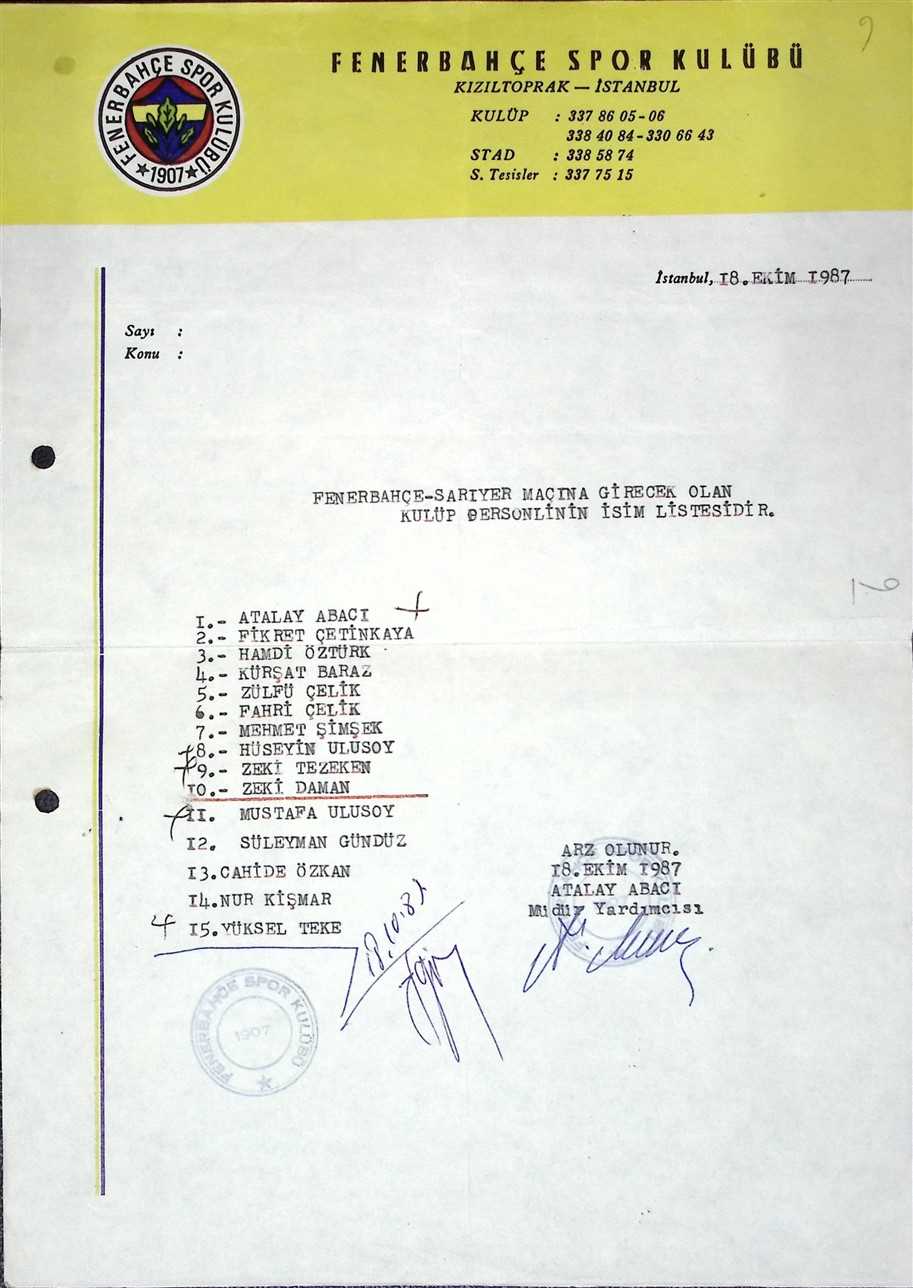 FENERBAHÇE SPOR KULÜBÜ
★1907★
FENERBAHÇE SPOR KULÜBÜ
KIZILTOPRAK — İSTANBUL
KULÜP : 337 86 05-06
338 40 84-330 66 43
STAD : 338 58 74
S. Tesisler : 337 75 15
İstanbul, I8.EKİM I987
Sayı :
Konu :
FENERBAHÇE-SARIYER MAÇINA GİRECEK OLAN
KULÜP PERSONLİNİN İSİM LİSTESİDİR.
I.- ATALAY ABACI
2.- FİKRET ÇETİNKAYA
3.- HAMDİ ÖZTÜRK
4.- KÜRŞAT BARAZ
5.- ZÜLFÜ ÇELİK
6.- FAHRİ ÇELİK
7.- MEHMET ŞİMŞEK
8.- HÜSEYİN ULUSOY
9.- ZEKİ TEZEKEN
I0.- ZEKİ DAMAN
II. MUSTAFA ULUSOY
I2. SÜLEYMAN GÜNDÜZ
I3.CAHİDE ÖZKAN
I4.NUR KİŞMAR
I5.YÜKSEL TEKE
ARZ OLUNUR.
I8.EKİM I987
ATALAY ABACI
Müdür Yardımcısı
18.10.87
FENERBAHÇE SPOR KULÜBÜ
1907